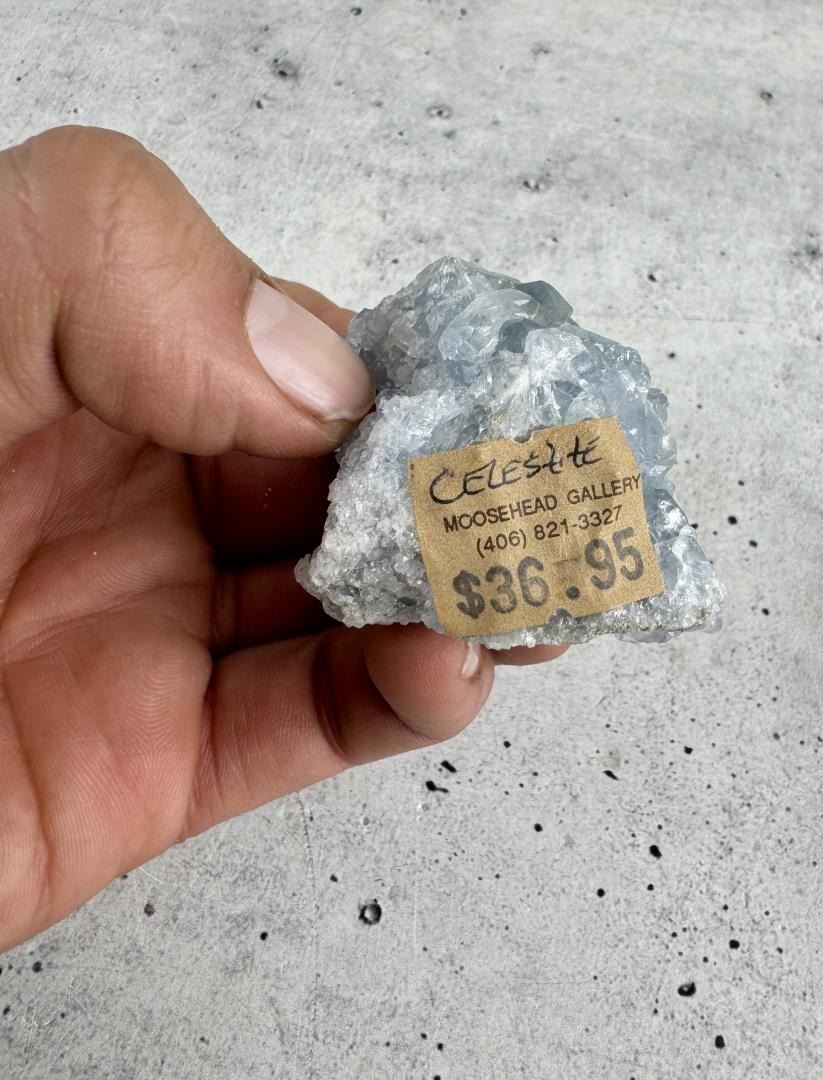 CELEStitE
MOOSEHEAD GALLERY
(406) 821-3327
$36.95